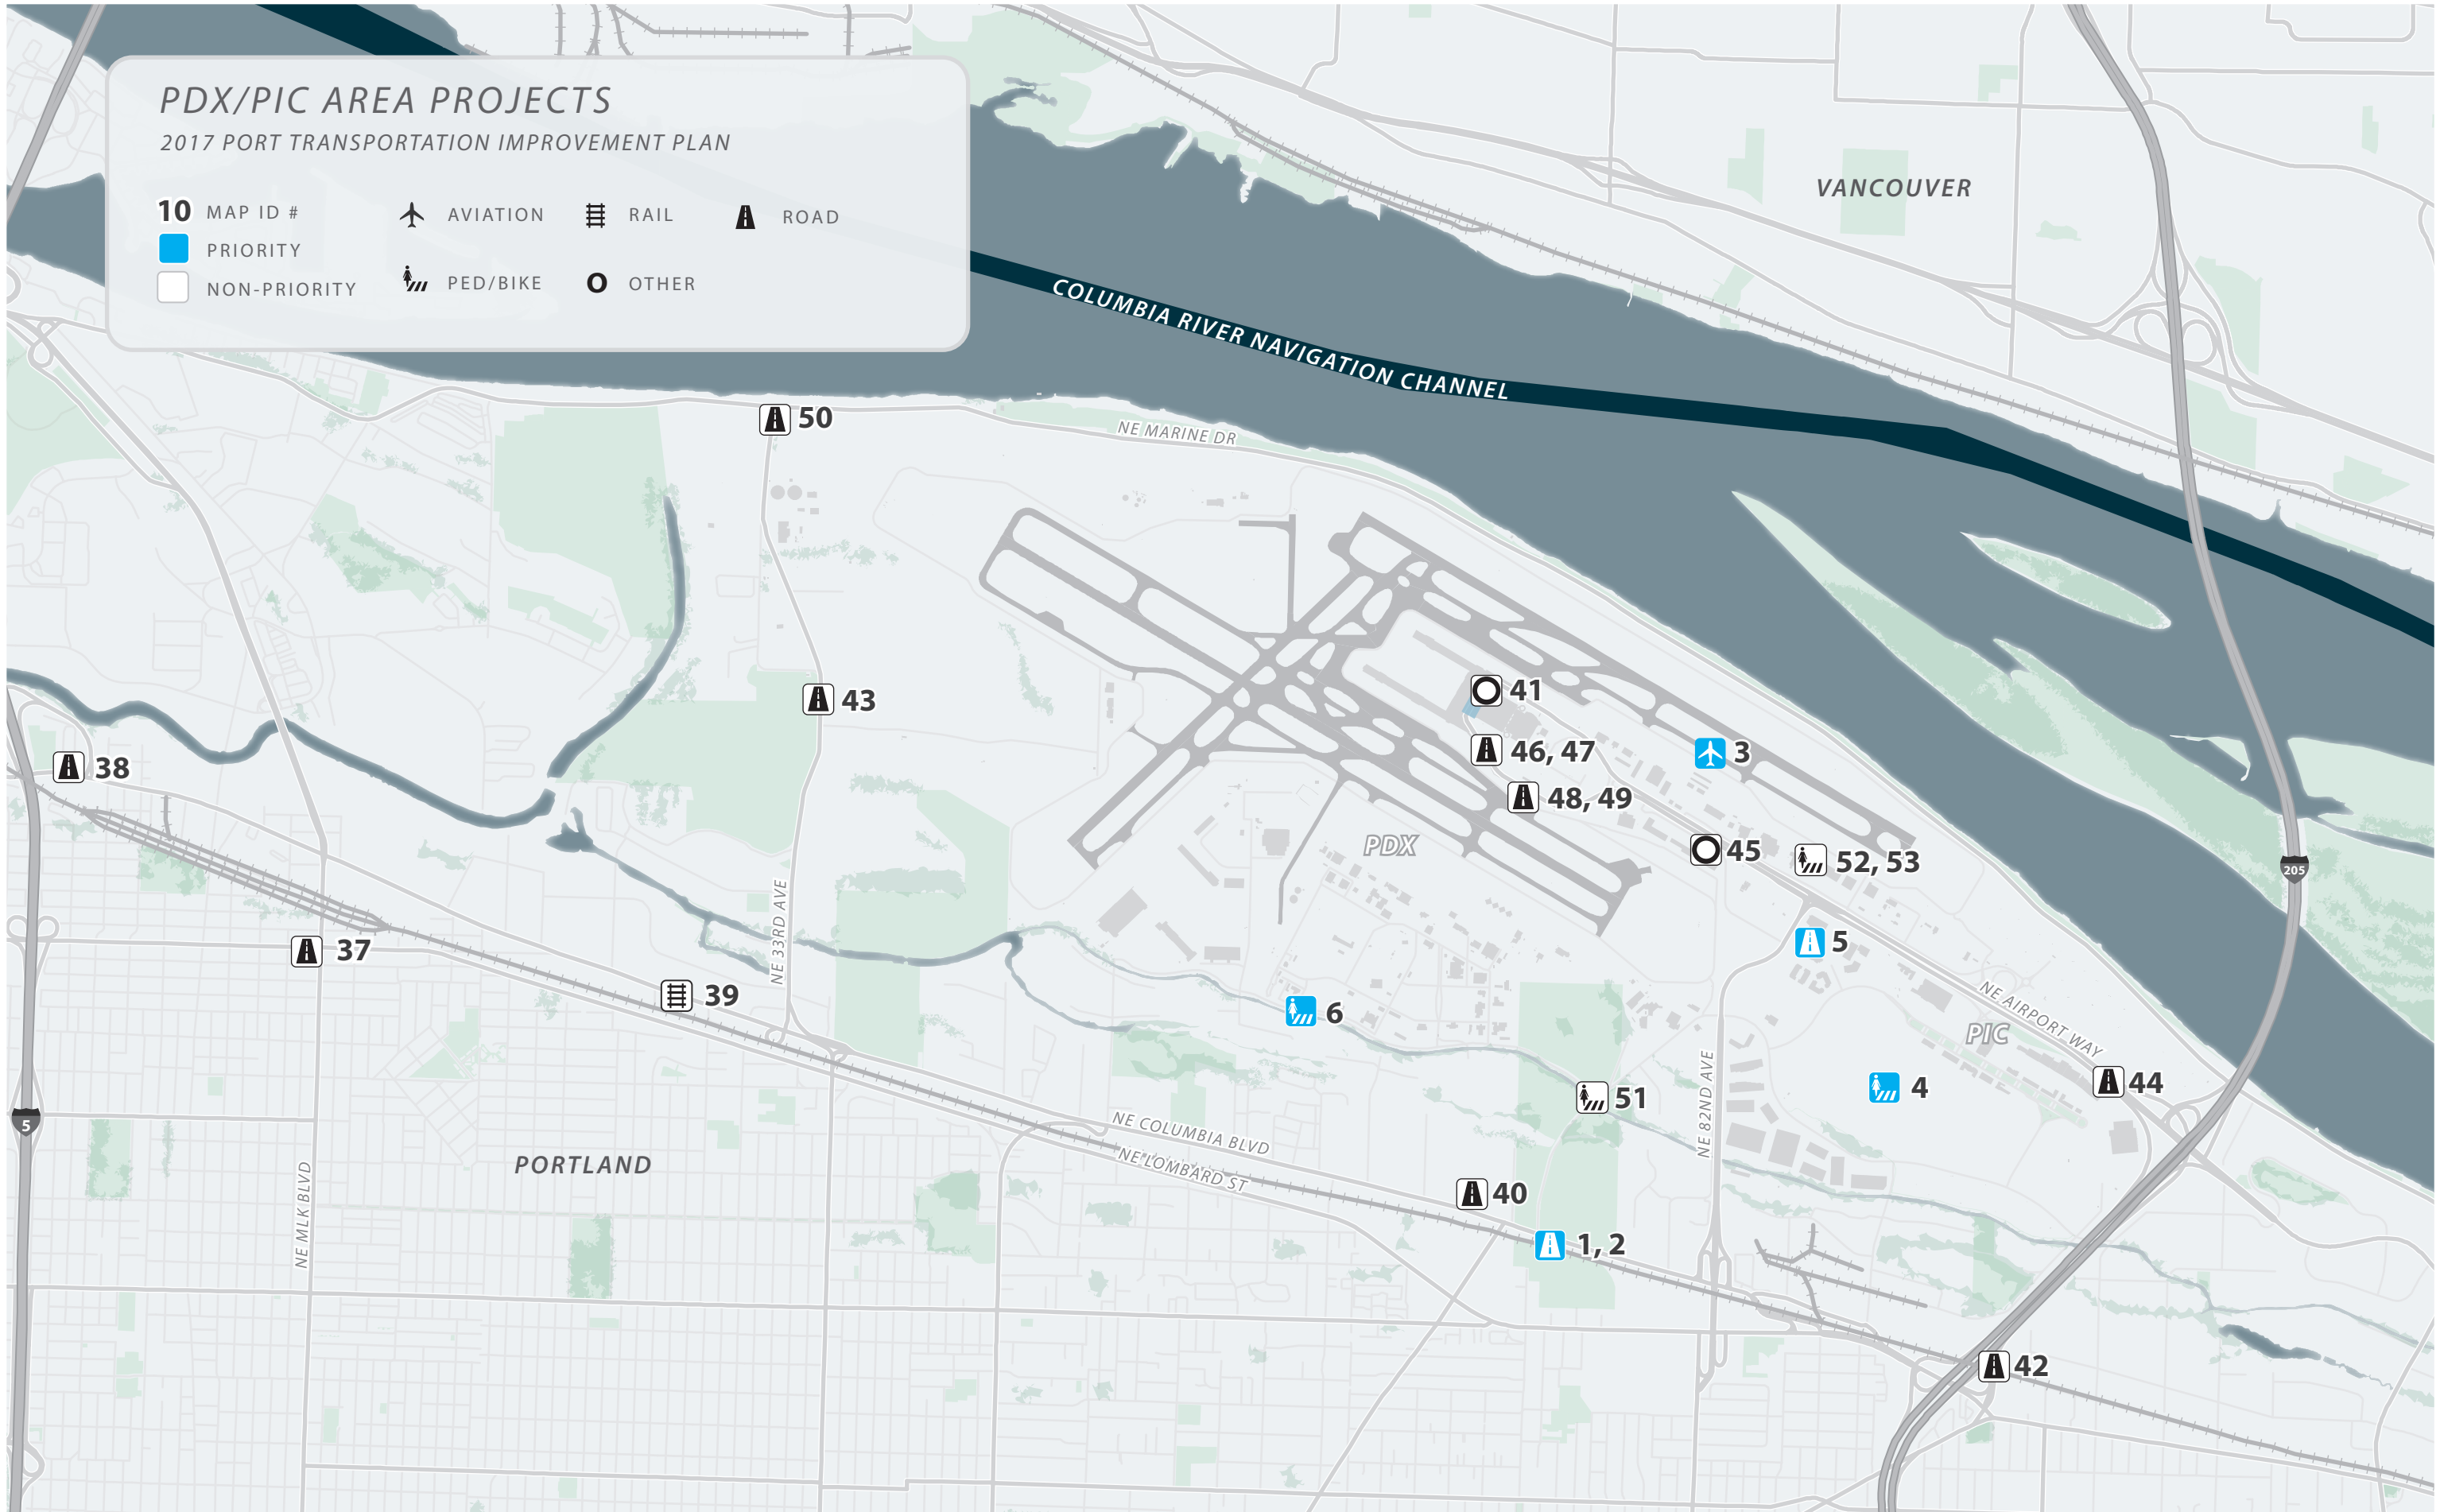 PDX/PIC AREA PROJECTS
2017 PORT TRANSPORTATION IMPROVEMENT PLAN
10 MAP ID #
AVIATION
RAIL
ROAD
PRIORITY
NON-PRIORITY
PED/BIKE
O OTHER
VANCOUVER
COLUMBIA RIVER NAVIGATION CHANNEL
50
NE MARINE DR
43
41
46, 47
3
38
48, 49
PDX
45
52, 53
205
NE 33RD AVE
5
37
39
6
NE AIRPORT WAY
PIC
44
4
51
NE 82ND AVE
5
NE COLUMBIA BLVD
NE LOMBARD ST
PORTLAND
NE MLK BLVD
40
1, 2
42